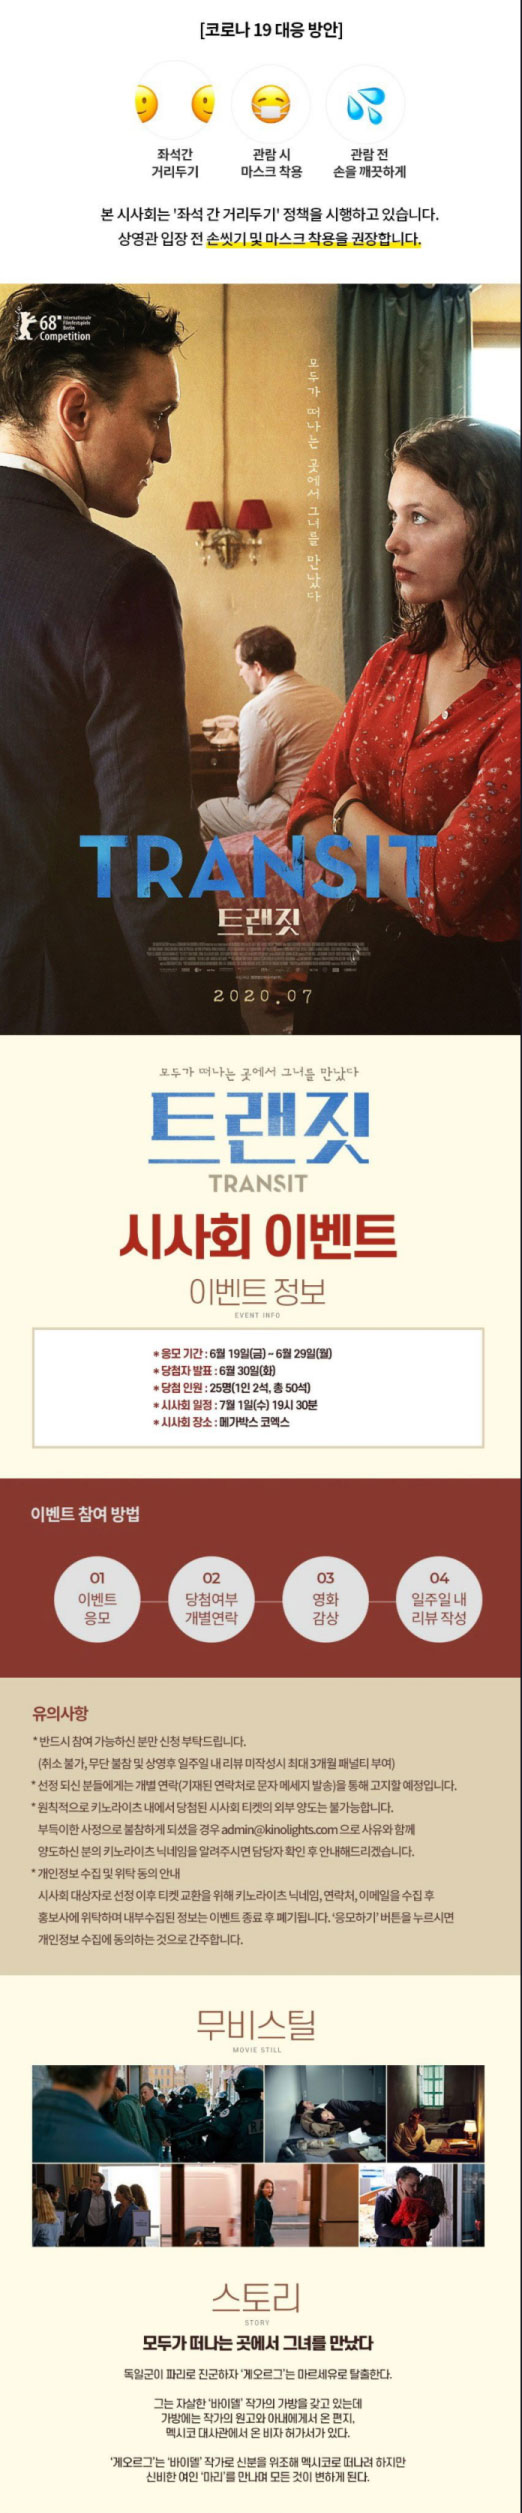 [코로나 19 대응 방안]
좌석간
거리두기
관람 시
마스크 착용
관람 전
손을 깨끗하게
본 시사회는 '좌석 간 거리두기' 정책을 시행하고 있습니다.
상영관 입장 전 손씻기 및 마스크 착용을 권장합니다.
68 Internationale
Filmfestspiele
Berlin
Competition
모두가 떠나는 곳에서 그녀를 만났다
TRANSIT
트랜짓
2020.07
모두가 떠나는 곳에서 그녀를 만났다
트랜짓
TRANSIT
시사회 이벤트
이벤트 정보
EVENT INFO
* 응모 기간 : 6월 19일(금) ~ 6월 29일(월)
* 당첨자 발표 : 6월 30일(화)
* 당첨 인원 : 25명(1인 2석, 총 50석)
* 시사회 일정 : 7월 1일(수) 19시 30분
* 시사회 장소 : 메가박스 코엑스
이벤트 참여 방법
01
이벤트
응모
02
당첨여부
개별연락
03
영화
감상
04
일주일 내
리뷰 작성
유의사항
* 반드시 참여 가능하신 분만 신청 부탁드립니다.
(취소 불가, 무단 불참 및 상영후 일주일 내 리뷰 미작성시 최대 3개월 패널티 부여)
* 선정 되신 분들에게는 개별 연락(기재된 연락처로 문자 메세지 발송)을 통해 고지할 예정입니다.
* 원칙적으로 키노라이츠 내에서 당첨된 시사회 티켓의 외부 양도는 불가능합니다.
부득이한 사정으로 불참하게 되셨을 경우 admin@kinolights.com 으로 사유와 함께
양도하신 분의 키노라이츠 닉네임을 알려주시면 담당자 확인 후 안내해드리겠습니다.
* 개인정보 수집 및 위탁 동의 안내
시사회 대상자로 선정 이후 티켓 교환을 위해 키노라이츠 닉네임, 연락처, 이메일을 수집 후
홍보사에 위탁하며 내부수집된 정보는 이벤트 종료 후 폐기됩니다. '응모하기' 버튼을 누르시면
개인정보 수집에 동의하는 것으로 간주합니다.
무비스틸
MOVIE STILL
스토리
STORY
모두가 떠나는 곳에서 그녀를 만났다
독일군이 파리로 진군하자 '게오르그'는 마르세유로 탈출한다.
그는 자살한 '바이델' 작가의 가방을 갖고 있는데
가방에는 작가의 원고와 아내에게서 온 편지,
멕시코 대사관에서 온 비자 허가서가 있다.
'게오르그'는 '바이델' 작가로 신분을 위조해 멕시코로 떠나려 하지만
신비한 여인 '마리'를 만나며 모든 것이 변하게 된다.